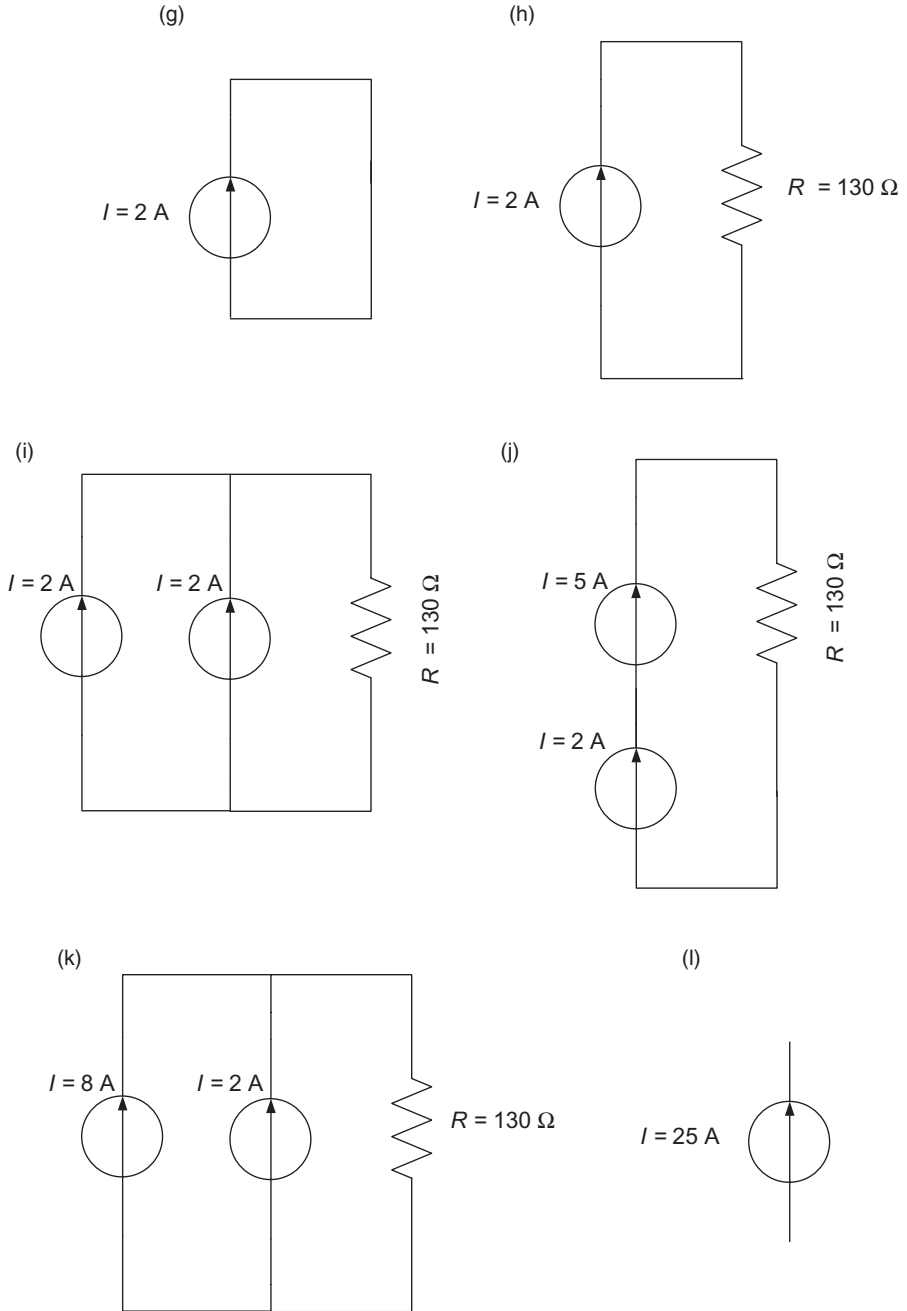 (g)
(h)
I = 2 A
I = 2 A
R = 130 Ω
(i)
(j)
I = 2 A
I = 2 A
R = 130 Ω
I = 5 A
R = 130 Ω
I = 2 A
(k)
(l)
I = 8 A
I = 2 A
R = 130 Ω
I = 25 A